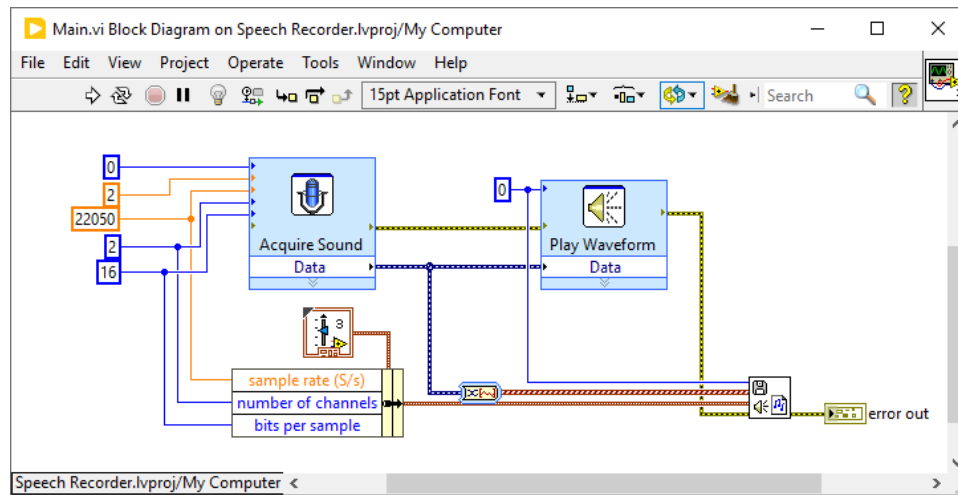 Main.vi Block Diagram on Speech Recorder.lvproj/My Computer
File Edit View Project Operate Tools Window Help
15pt Application Font Search
0
2
22050
2
16
Acquire Sound
Data
0
Play Waveform
Data
3
sample rate (S/s)
number of channels
bits per sample
error out
Speech Recorder.lvproj/My Computer